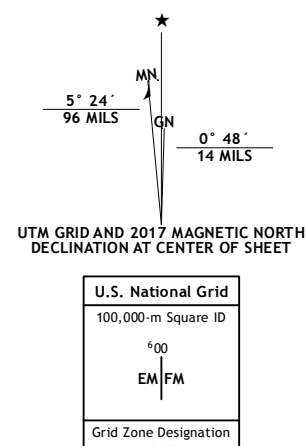 ★
MN.
GN
5° 24´
96 MILS
0° 48´
14 MILS
UTM GRID AND 2017 MAGNETIC NORTH
DECLINATION AT CENTER OF SHEET
U.S. National Grid
100,000-m Square ID
⁶00
EM FM
Grid Zone Designation